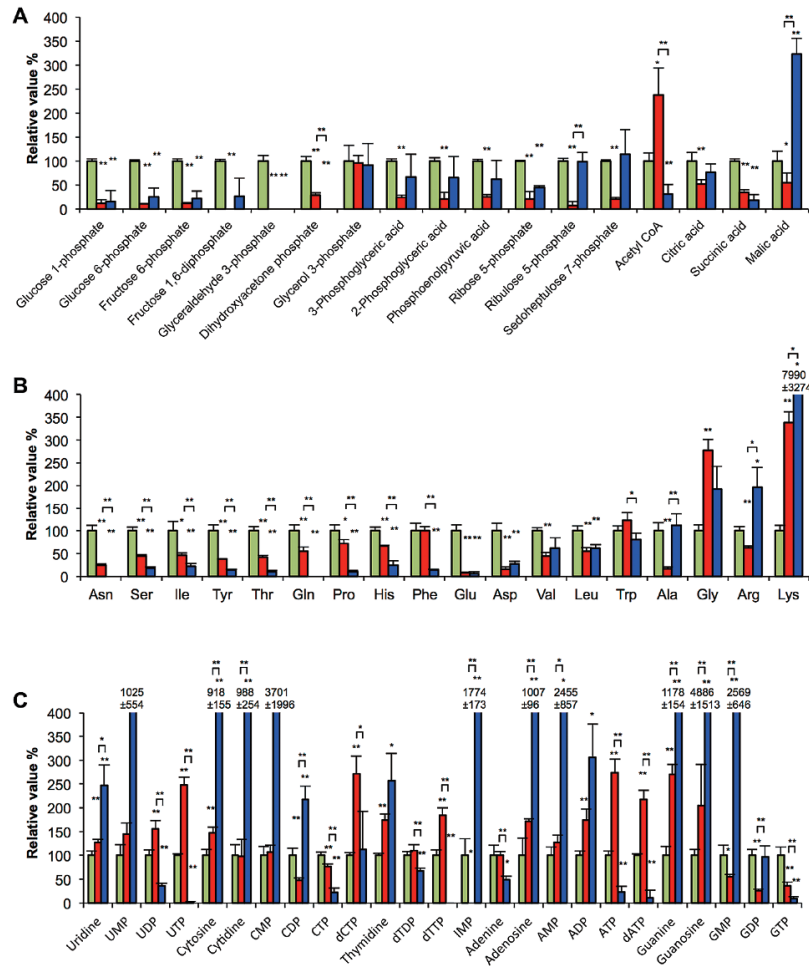 A
Relative value %
400
350
300
250
200
150
100
50
0
** ** ** ** ** ** ** ** ** ** ** ** ** ** ** ** ** ** ** ** ** * ** ** ** ** * ** **
Glucose 1-phosphate
Glucose 6-phosphate
Fructose 6-phosphate
Fructose 1,6-diphosphate
Glyceraldehyde 3-phosphate
Dihydroxyacetone phosphate
Glycerol 3-phosphate
3-Phosphoglyceric acid
2-Phosphoglyceric acid
Phosphoenolpyruvic acid
Ribose 5-phosphate
Ribulose 5-phosphate
Sedoheptulose 7-phosphate
Acetyl CoA
Citric acid
Succinic acid
Malic acid
B
Relative value %
400
350
300
250
200
150
100
50
0
7990
±3274
Asn Ser Ile Tyr Thr Gln Pro His Phe Glu Asp Val Leu Trp Ala Gly Arg Lys
C
Relative value %
400
350
300
250
200
150
100
50
0
1025 918 988 3701 1774 1007 2455 1178 4886 2569
±554 ±155 ±254 ±1996 ±173 ±96 ±857 ±154 ±1513 ±646
Uridine
UMP
UDP
UTP
Cytosine
Cytidine
CMP
CDP
CTP
dCTP
Thymidine
dTDP
dTTP
IMP
Adenine
Adenosine
AMP
ADP
ATP
dATP
Guanine
Guanosine
GMP
GDP
GTP